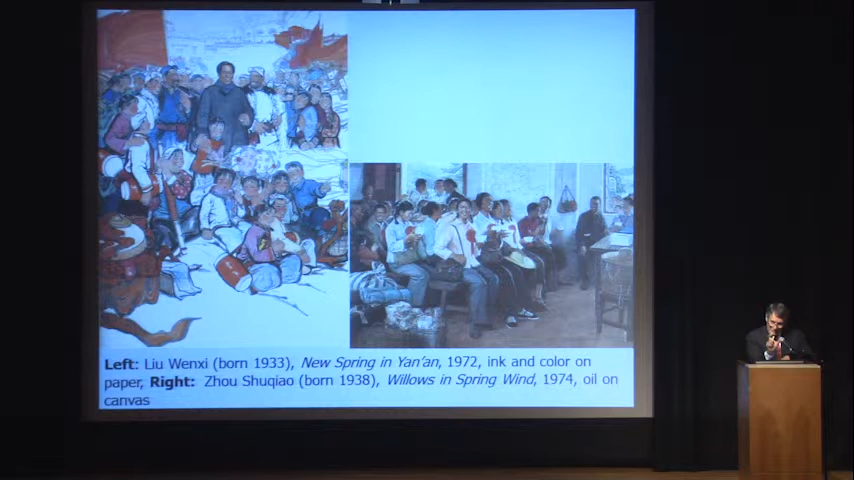 Left: Liu Wenxi (born 1933), New Spring in Yan'an, 1972, ink and color on
paper, Right: Zhou Shuqiao (born 1938), Willows in Spring Wind, 1974, oil on
canvas